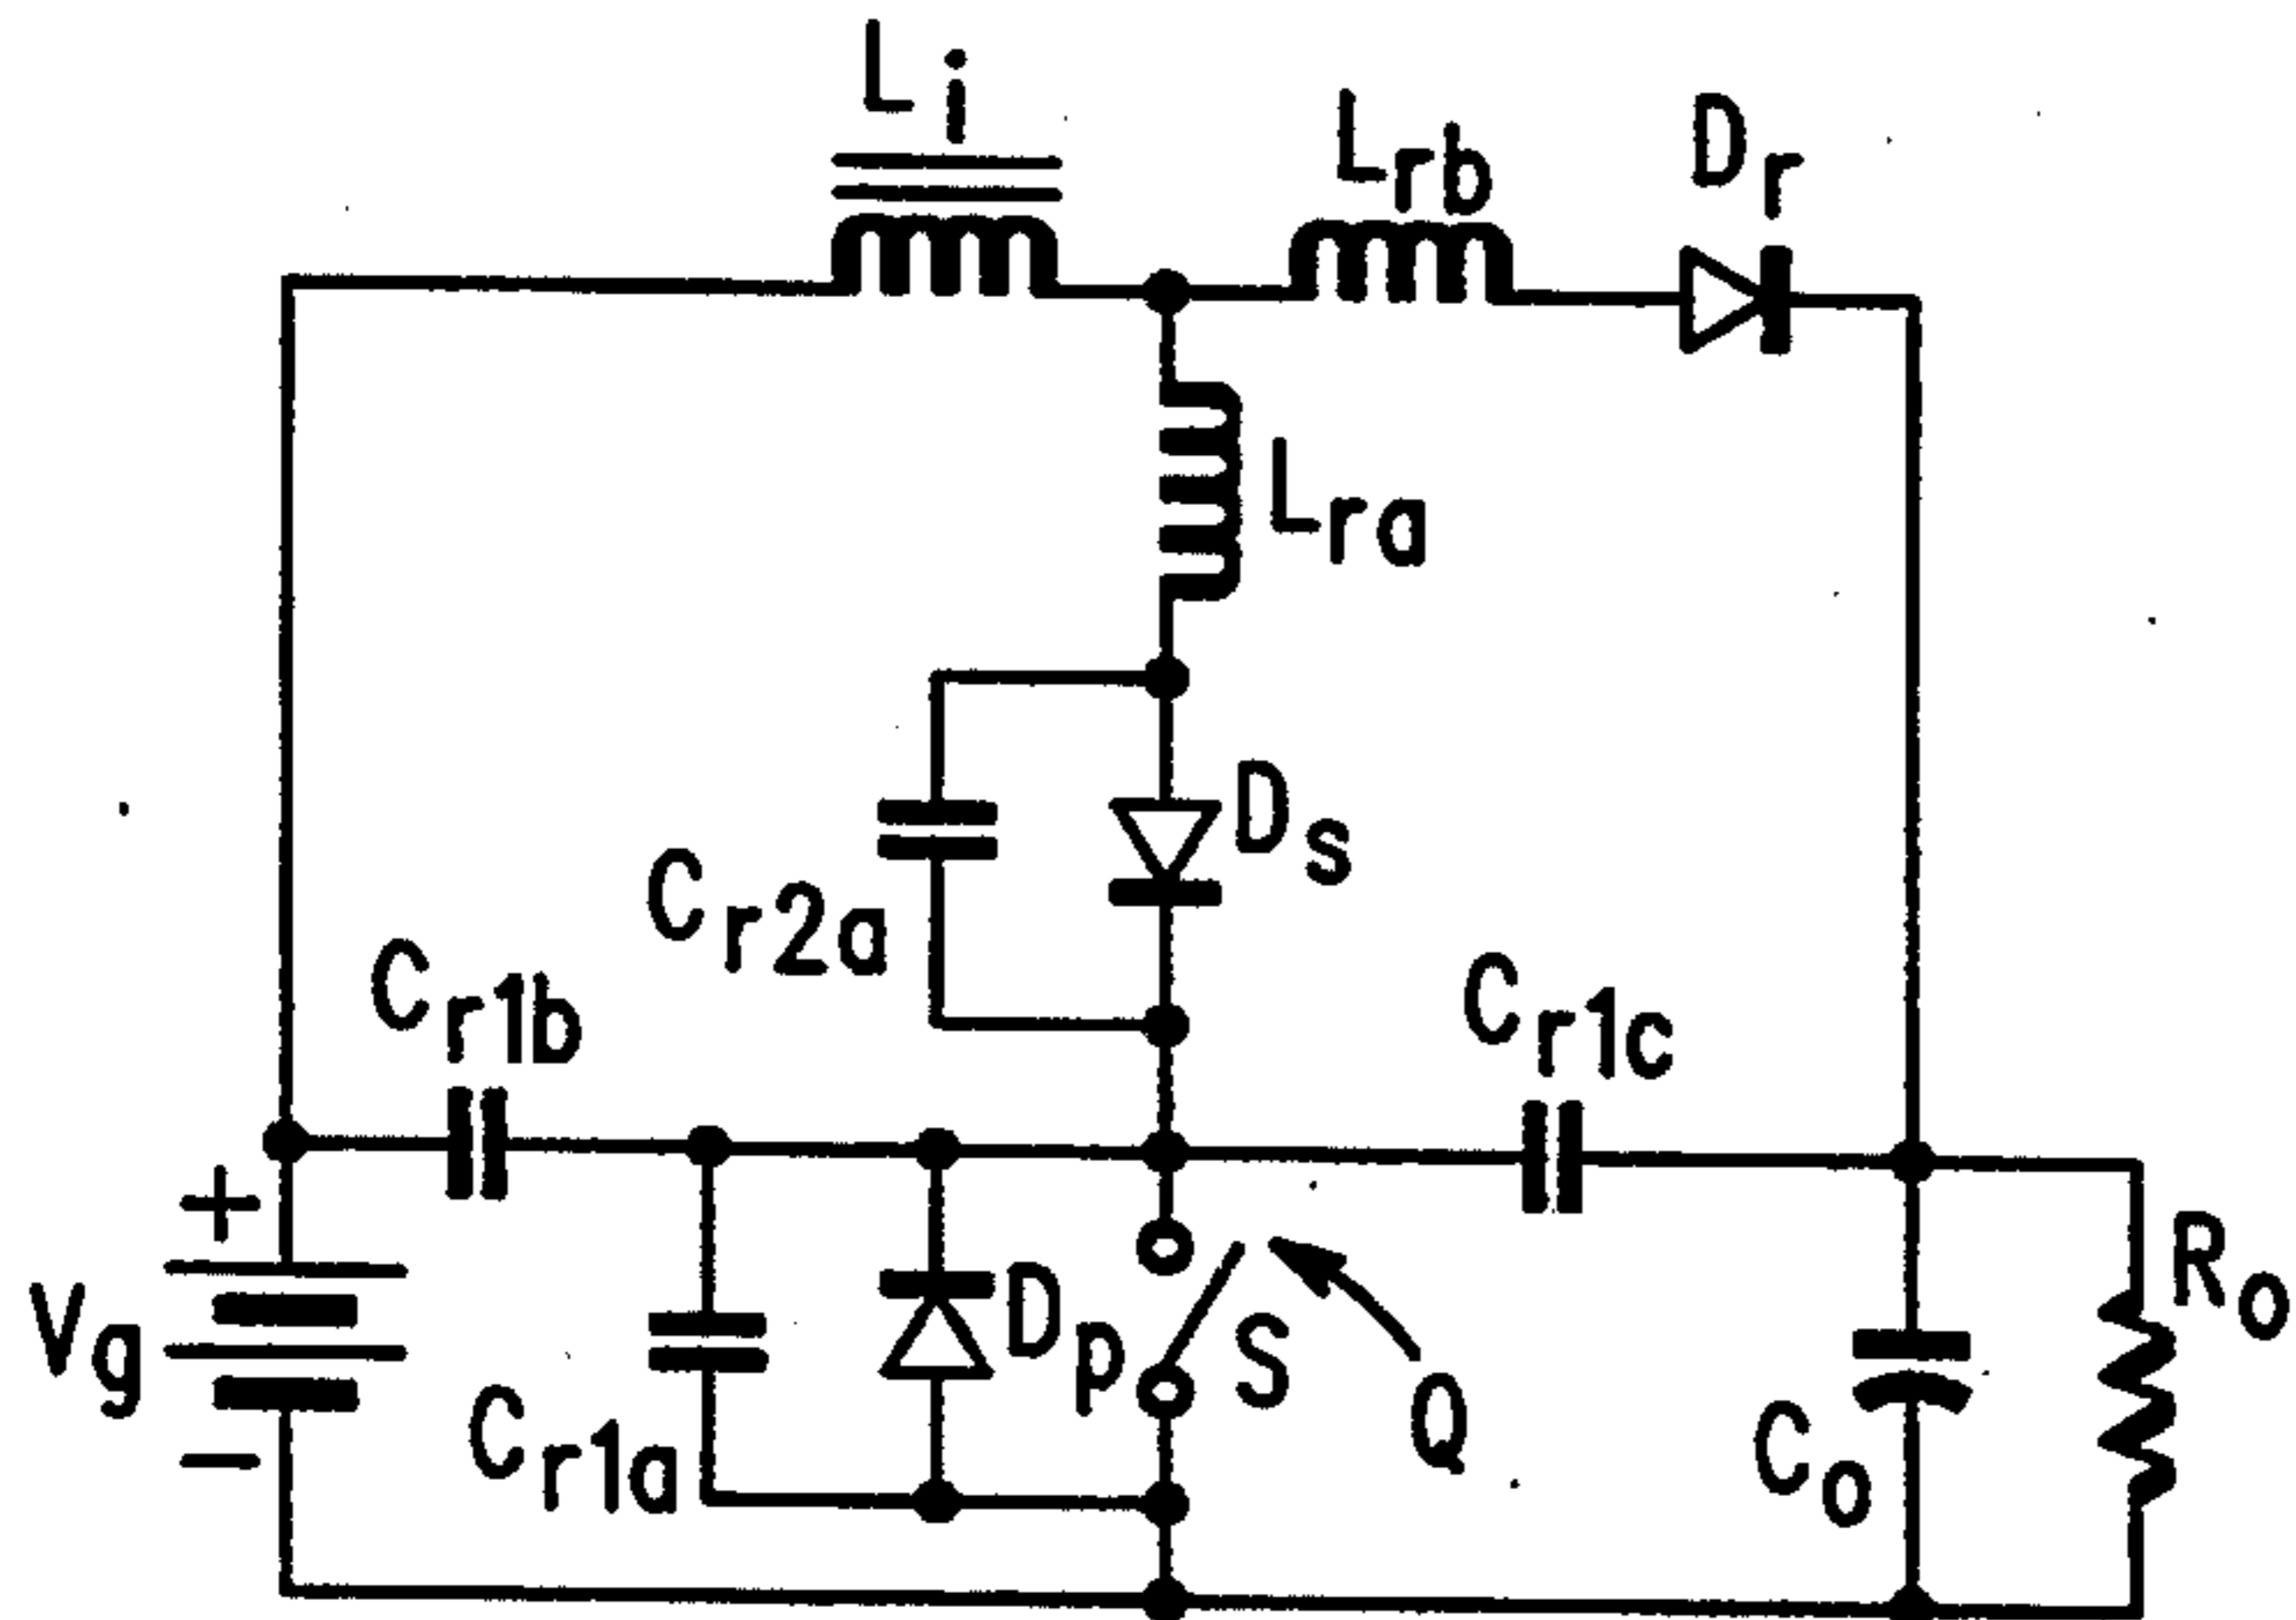 Li
Lrb
Dr
Lra
Ds
Cr2a
Cr1b
Cr1c
+
Vg
−
Cr1a
Dp
S
Q
Co
Ro